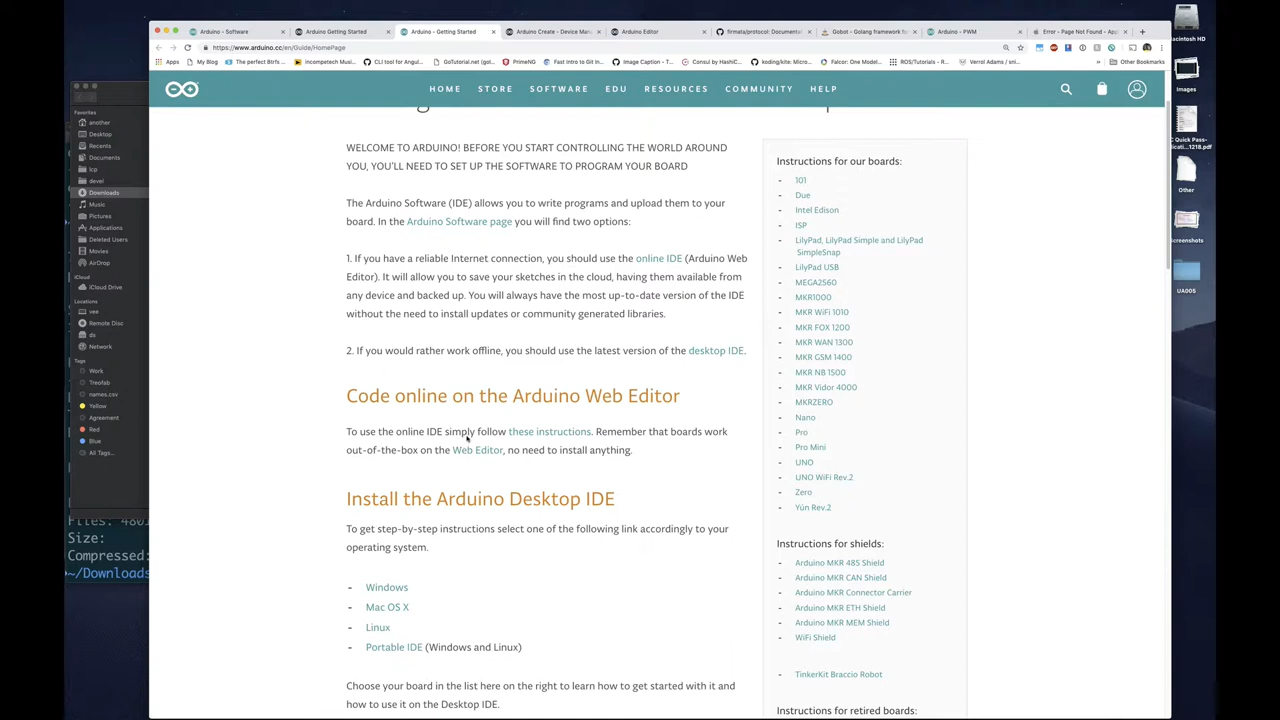 Arduino - Software
Arduino Getting Started
Arduino - Getting Started
Arduino Create - Device Man
Arduino Editor
firmata/protocol: Documentat
Gobot - Golang framework fo
Arduino - PWM
Error - Page Not Found - App
https://www.arduino.cc/en/Guide/HomePage
Apps
My Blog
The perfect Btrfs
incompetech Music
CLI tool for Angul
GoTutorial.net (gol
PrimeNG
Fast intro to Git In
Image Caption - T
Consul by HashiC
koding/kite: Micro
Falcor: One Model
ROS/Tutorials - R
Verrol Adams / sni
Other Bookmarks
HOME
STORE
SOFTWARE
EDU
RESOURCES
COMMUNITY
HELP
WELCOME TO ARDUINO! BEFORE YOU START CONTROLLING THE WORLD AROUND
YOU, YOU'LL NEED TO SET UP THE SOFTWARE TO PROGRAM YOUR BOARD
The Arduino Software (IDE) allows you to write programs and upload them to your
board. In the Arduino Software page you will find two options:
1. If you have a reliable Internet connection, you should use the online IDE (Arduino Web
Editor). It will allow you to save your sketches in the cloud, having them available from
any device and backed up. You will always have the most up-to-date version of the IDE
without the need to install updates or community generated libraries.
2. If you would rather work offline, you should use the latest version of the desktop IDE.
Code online on the Arduino Web Editor
To use the online IDE simply follow these instructions. Remember that boards work
out-of-the-box on the Web Editor, no need to install anything.
Install the Arduino Desktop IDE
To get step-by-step instructions select one of the following link accordingly to your
operating system.
- Windows
- Mac OS X
- Linux
- Portable IDE (Windows and Linux)
Choose your board in the list here on the right to learn how to get started with it and
how to use it on the Desktop IDE.
Instructions for our boards:
- 101
- Due
- Intel Edison
- ISP
- LilyPad, LilyPad Simple and LilyPad
SimpleSnap
- LilyPad USB
- MEGA2560
- MKR1000
- MKR WiFi 1010
- MKR FOX 1200
- MKR WAN 1300
- MKR GSM 1400
- MKR NB 1500
- MKR Vidor 4000
- MKRZERO
- Nano
- Pro
- Pro Mini
- UNO
- UNO WiFi Rev.2
- Zero
- Yún Rev.2
Instructions for shields:
- Arduino MKR 485 Shield
- Arduino MKR CAN Shield
- Arduino MKR Connector Carrier
- Arduino MKR ETH Shield
- Arduino MKR MEM Shield
- WiFi Shield
- TinkerKit Braccio Robot
Instructions for retired boards:
Favorites
another
Desktop
Recents
Documents
lcp
devel
Downloads
Music
Pictures
Applications
Deleted Users
Movies
AirDrop
iCloud
iCloud Drive
Locations
vee
Remote Disc
ds
Network
Tags
Work
Treofab
names.csv
Yellow
Agreement
Red
Blue
All Tags...
Files: 480
Size:
Compressed:
~/Downloads
Macintosh HD
Images
C Quick Pass-
1218.pdf
Other
Screenshots
UA005